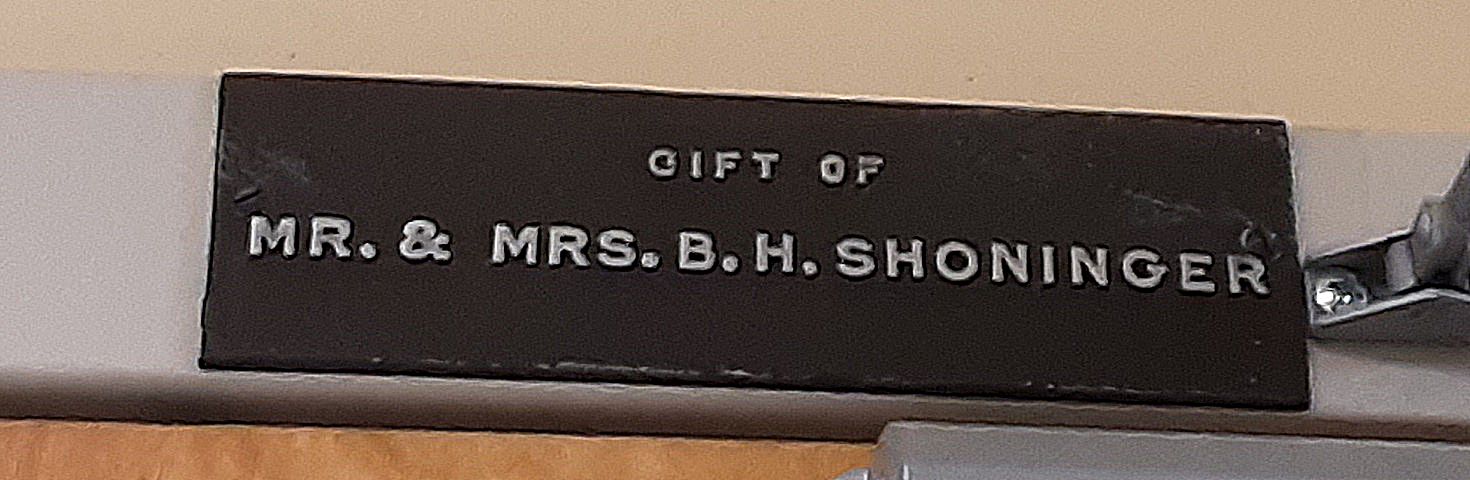 GIFT OF
MR. & MRS. B. H. SHONINGER